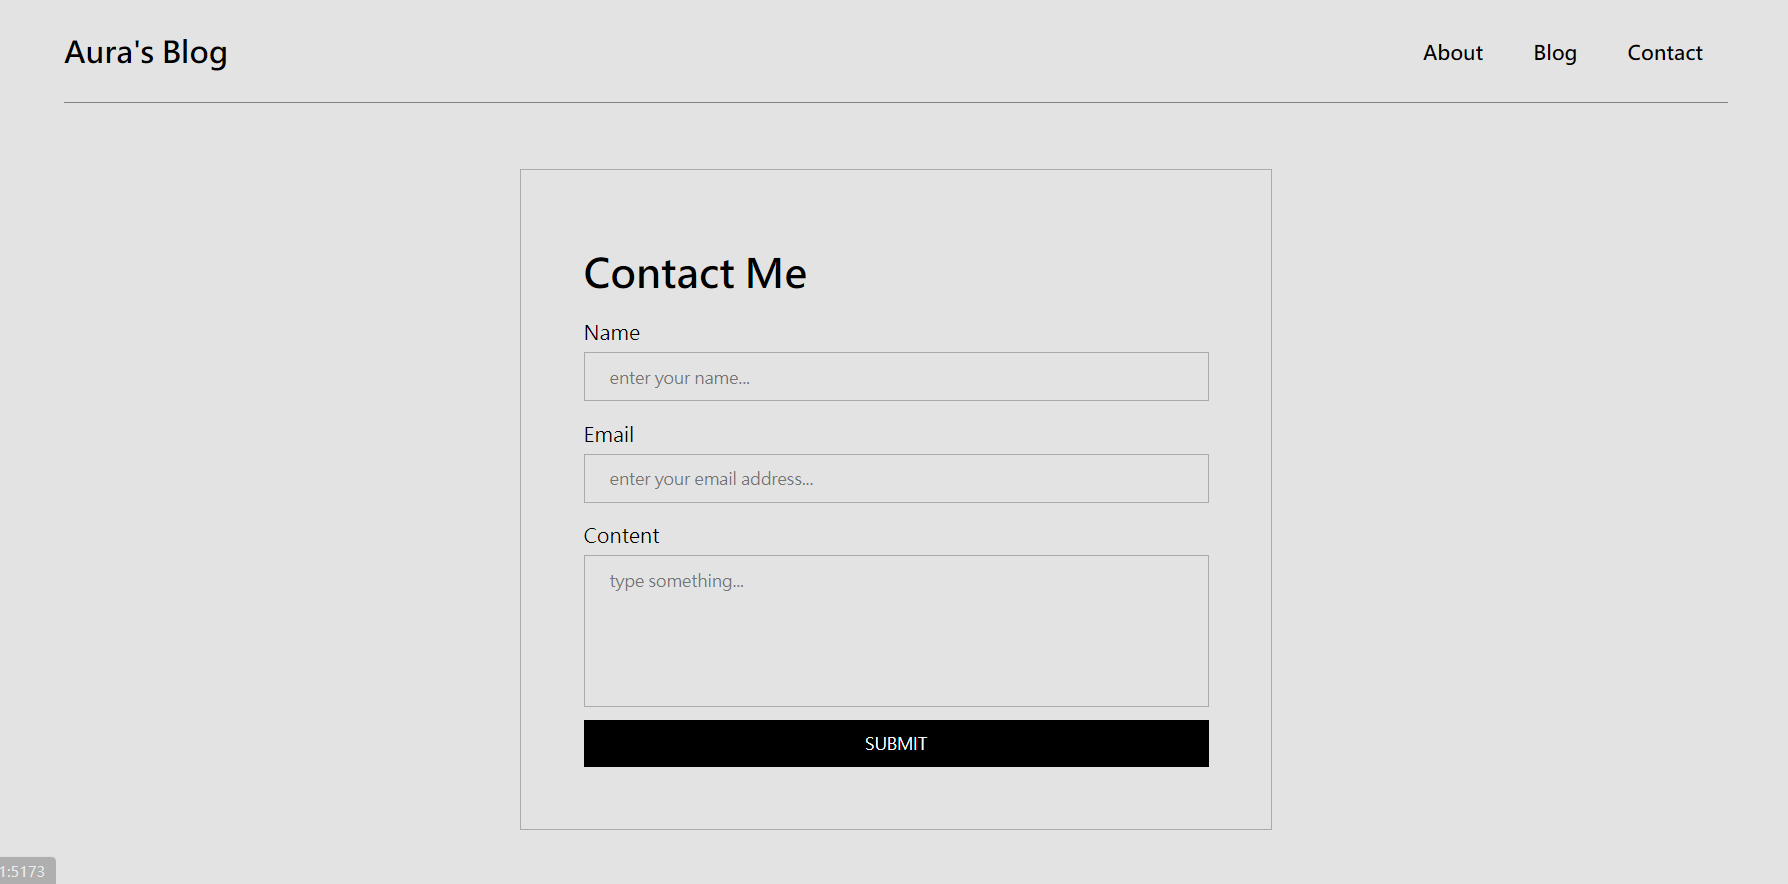 Aura's Blog
About Blog Contact
Contact Me
Name
enter your name...
Email
enter your email address...
Content
type something...
SUBMIT
1:5173